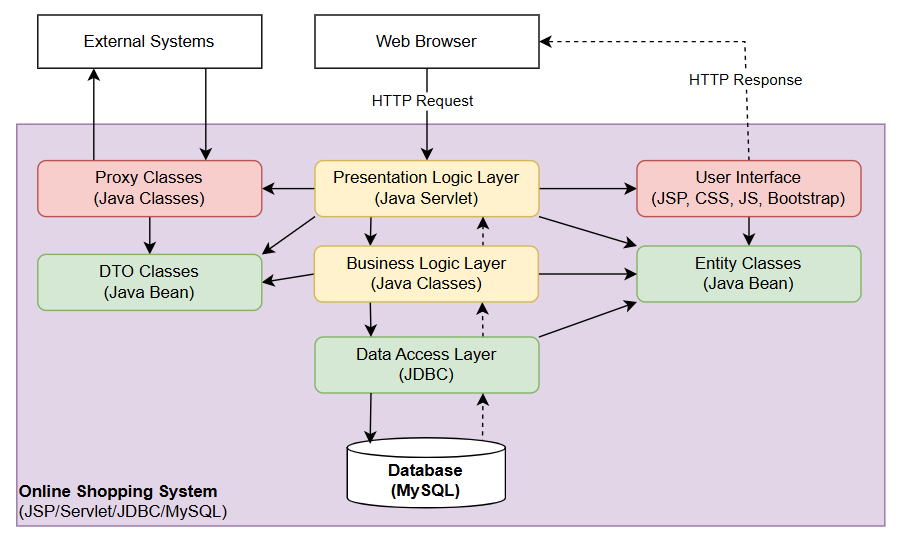 External Systems
Web Browser
HTTP Request
HTTP Response
Proxy Classes
(Java Classes)
Presentation Logic Layer
(Java Servlet)
User Interface
(JSP, CSS, JS, Bootstrap)
DTO Classes
(Java Bean)
Business Logic Layer
(Java Classes)
Entity Classes
(Java Bean)
Data Access Layer
(JDBC)
Database
(MySQL)
Online Shopping System
(JSP/Servlet/JDBC/MySQL)